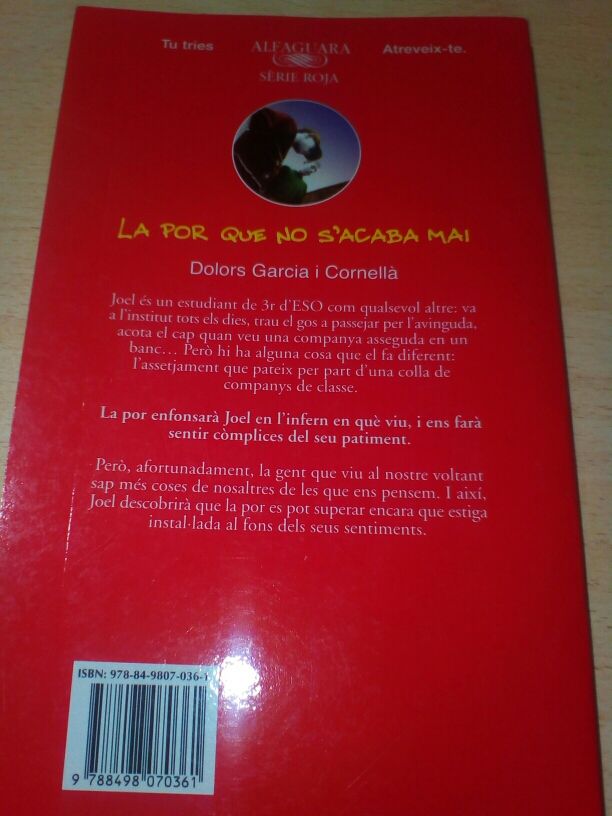 Tu tries ALFAGUARA Atreveix-te.
SÈRIE ROJA
LA POR QUE NO S'ACABA MAI
Dolors Garcia i Cornellà
Joel és un estudiant de 3r d'ESO com qualsevol altre: va
a l'institut tots els dies, trau el gos a passejar per l'avinguda,
acota el cap quan veu una companya asseguda en un
banc... Però hi ha alguna cosa que el fa diferent:
l'assetjament que pateix per part d'una colla de
companys de classe.
La por enfonsarà Joel en l'infern en què viu, i ens farà
sentir còmplices del seu patiment.
Però, afortunadament, la gent que viu al nostre voltant
sap més coses de nosaltres de les que ens pensem. I així,
Joel descobrirà que la por es pot superar encara que estiga
instal·lada al fons dels seus sentiments.
ISBN: 978-84-9807-036-1
9 788498 070361